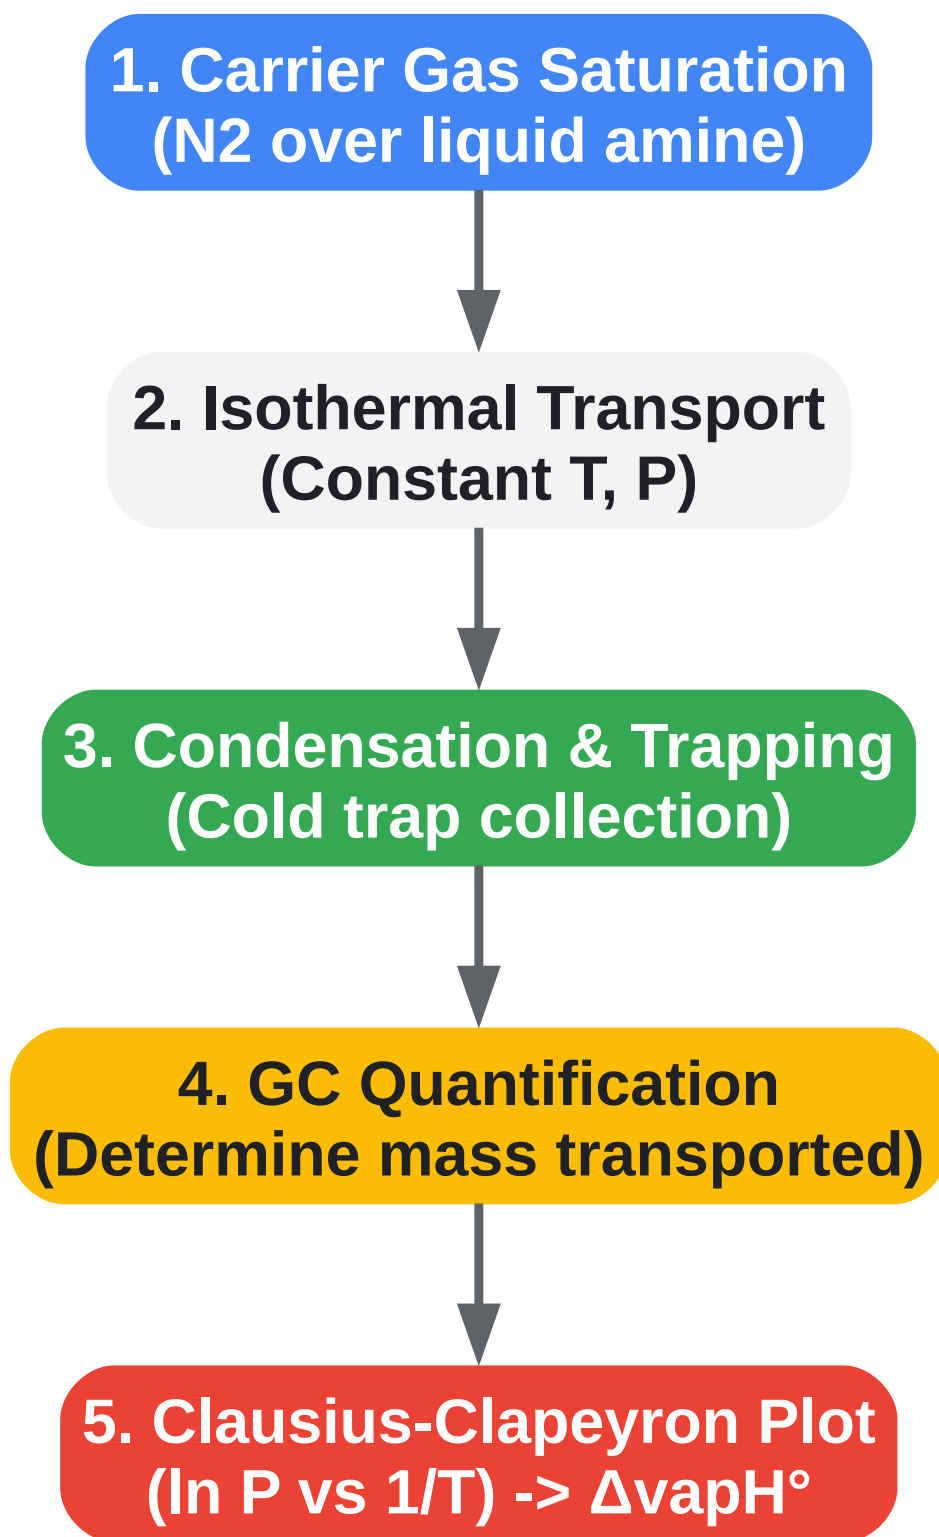 1. Carrier Gas Saturation
(N2 over liquid amine)
2. Isothermal Transport
(Constant T, P)
3. Condensation & Trapping
(Cold trap collection)
4. GC Quantification
(Determine mass transported)
5. Clausius-Clapeyron Plot
(ln P vs 1/T) -> ΔvapH°